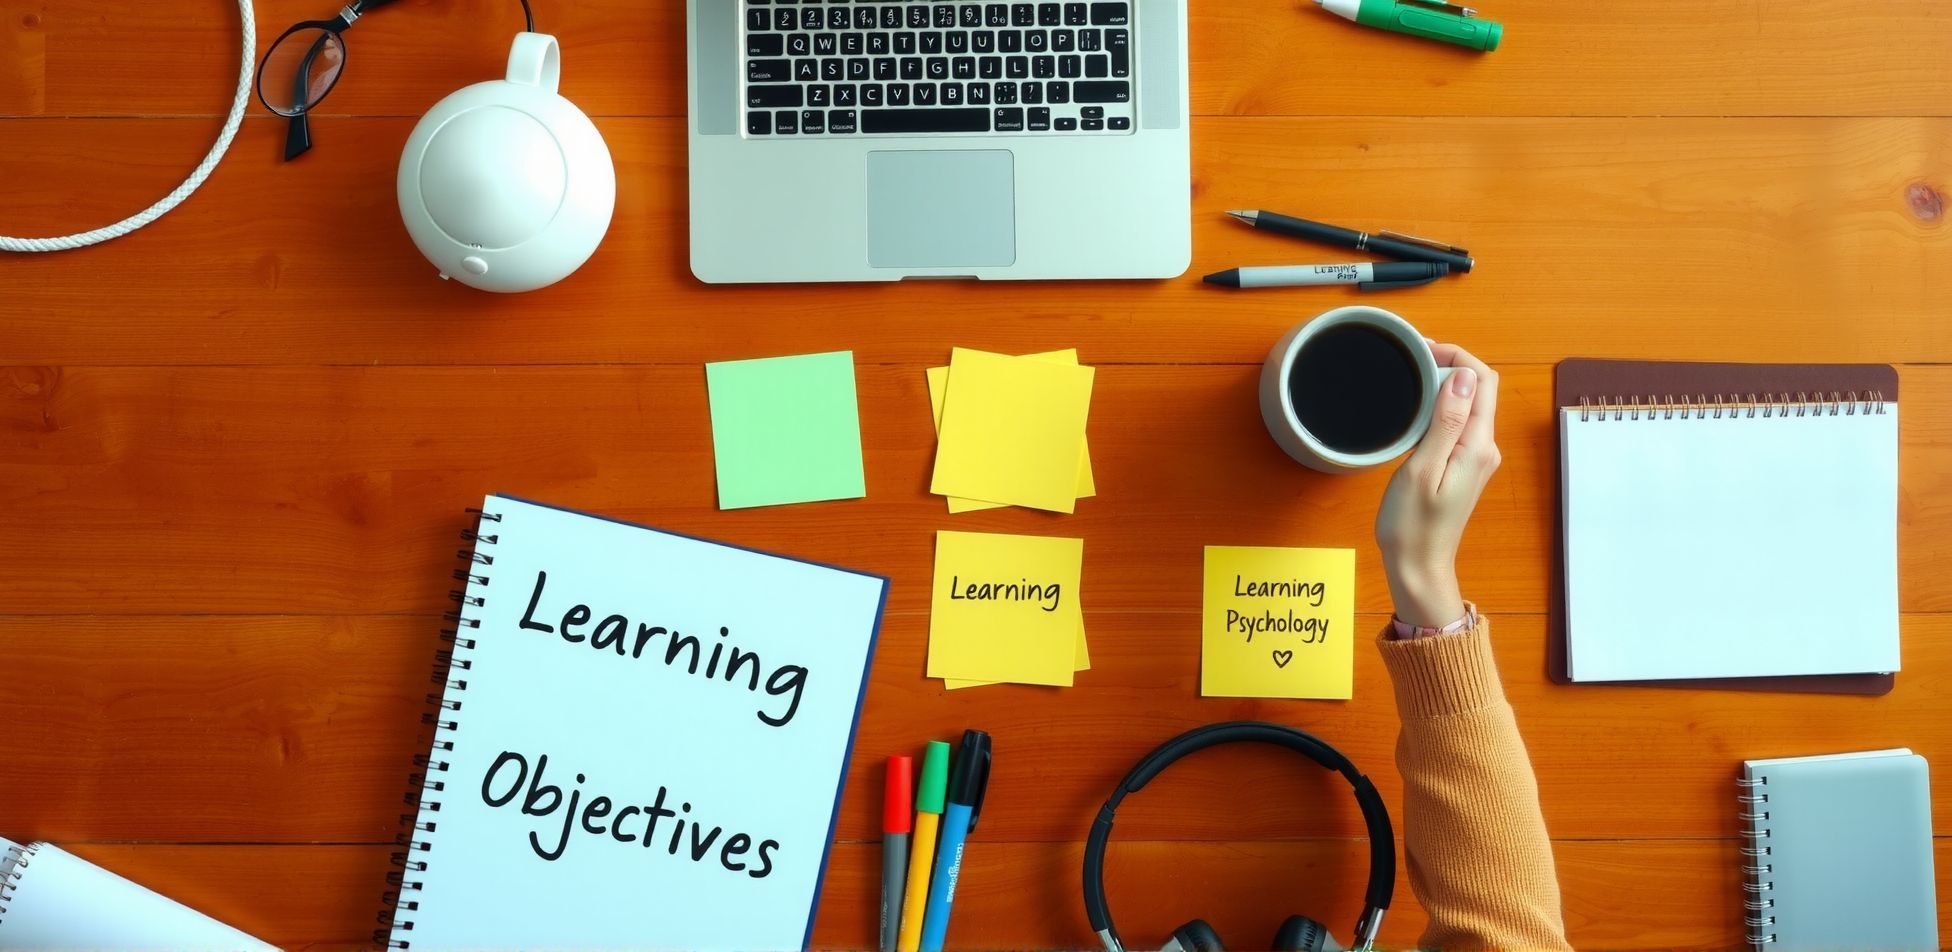 Q W E R T Y U U I O P
A S D F F G H J L
Z X C V V B N
Learning
Objectives
Learning
Learning
Psychology